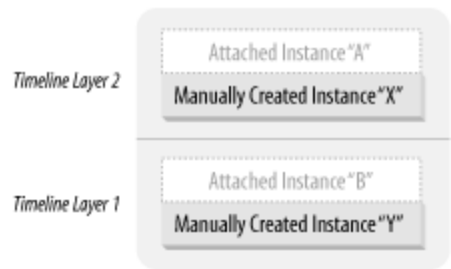 Attached Instance "A"
Timeline Layer 2
Manually Created Instance "X"
Attached Instance "B"
Timeline Layer 1
Manually Created Instance "Y"